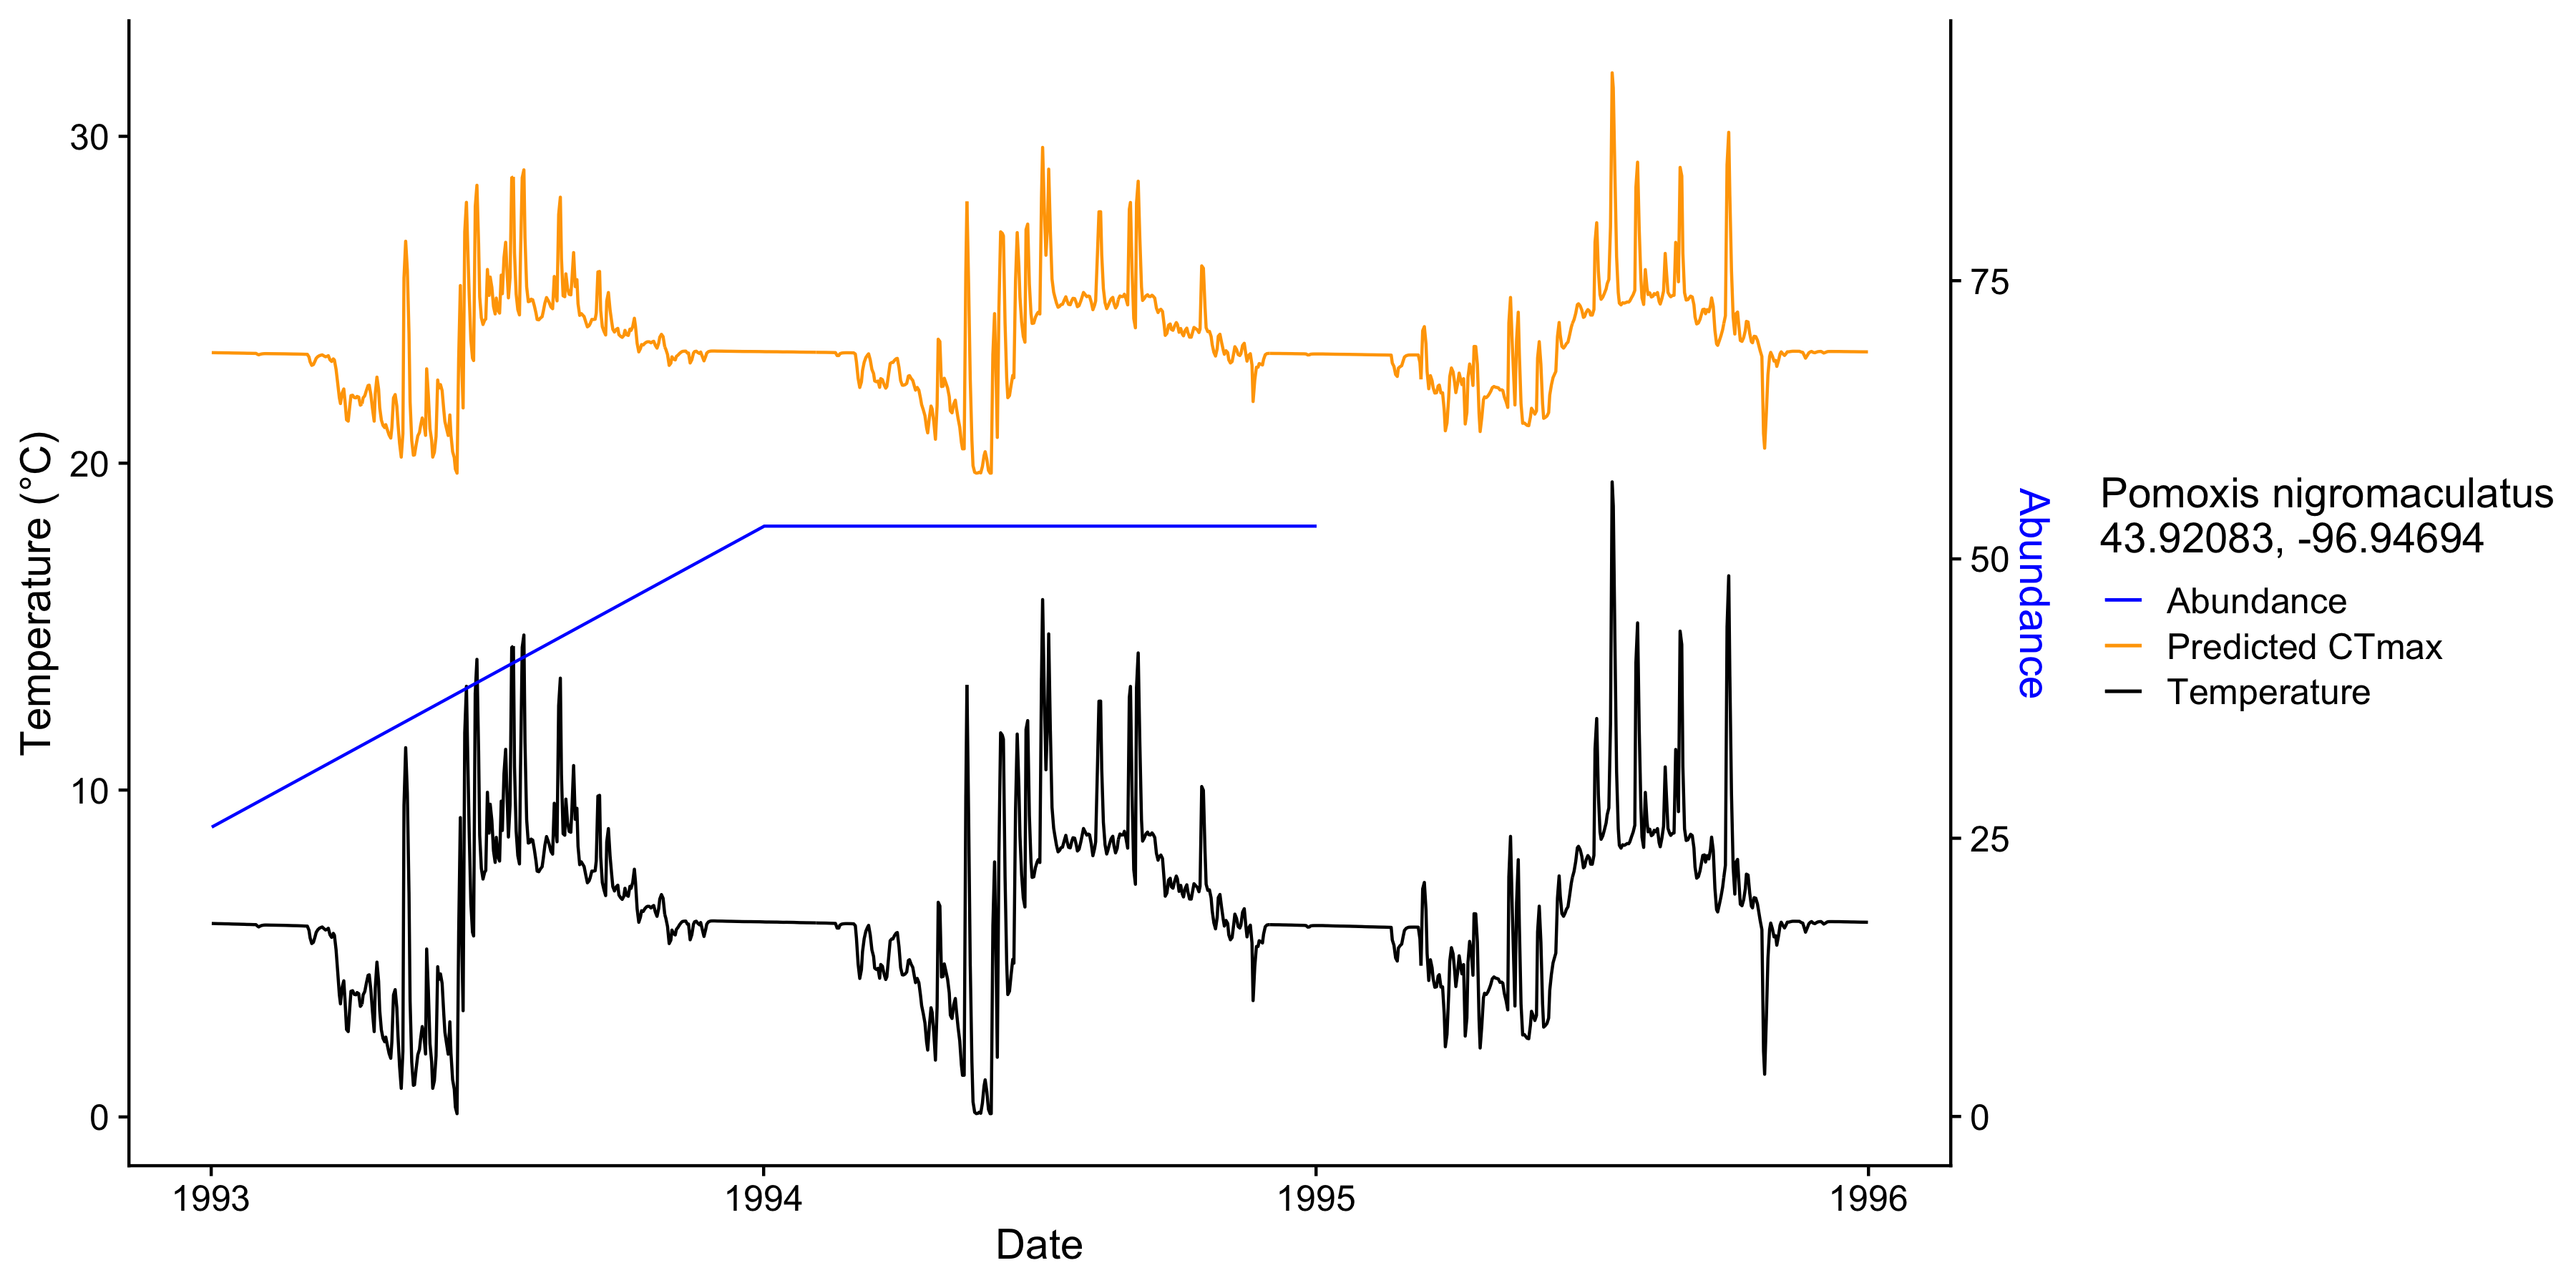 30
20
10
0
Temperature (°C)
1993
1994
1995
1996
Date
75
50
25
0
Abundance
Pomoxis nigromaculatus
43.92083, -96.94694
Abundance
Predicted CTmax
Temperature